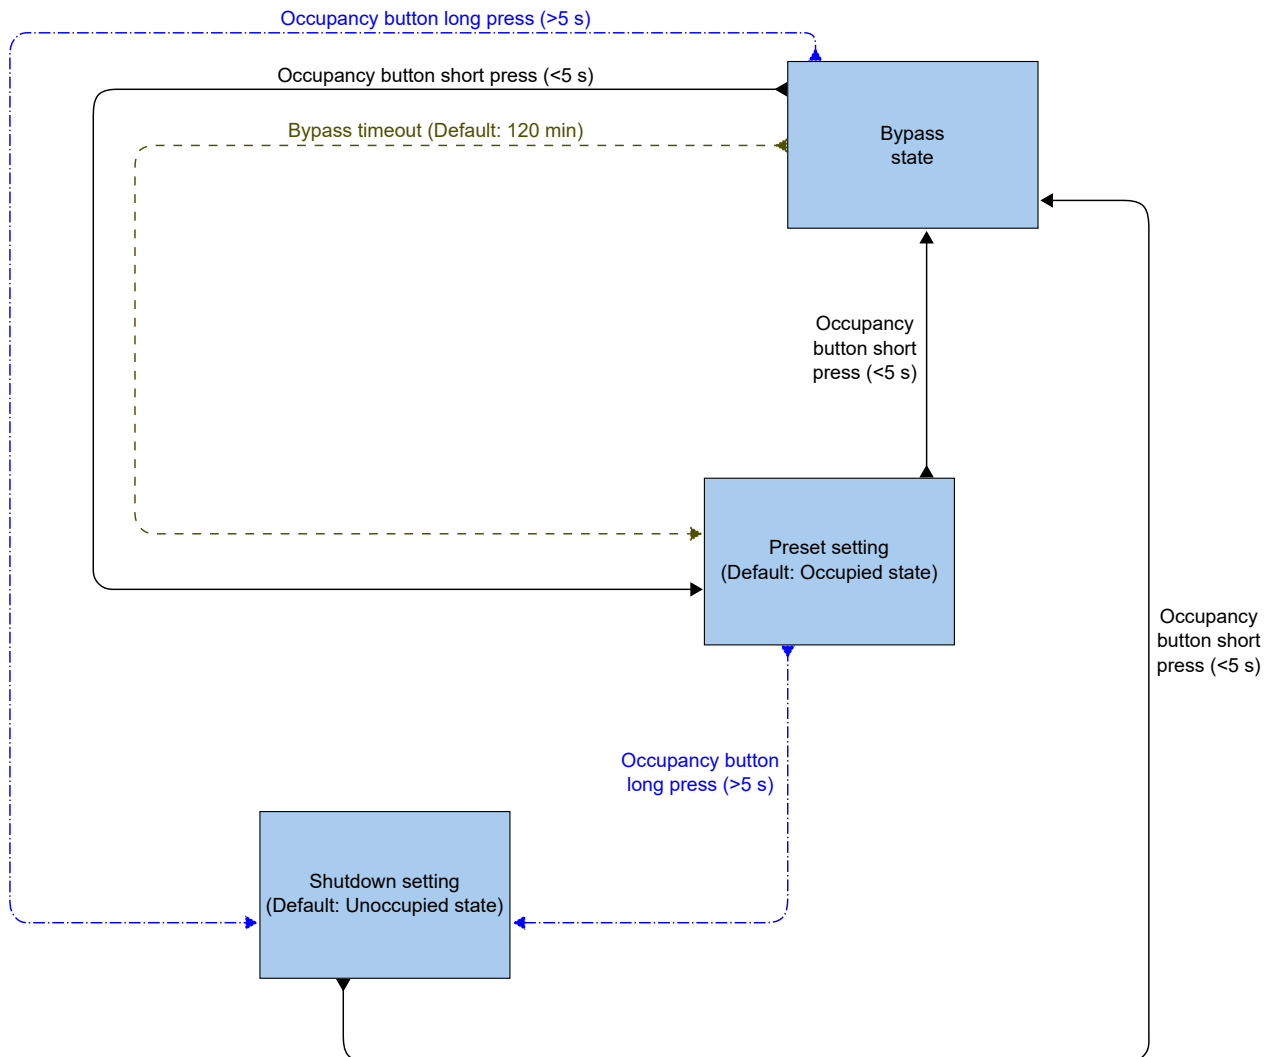 Occupancy button long press (>5 s)
Occupancy button short press (<5 s)
Bypass timeout (Default: 120 min)
Bypass
state
Occupancy
button short
press (<5 s)
Preset setting
(Default: Occupied state)
Occupancy
button short
press (<5 s)
Occupancy button
long press (>5 s)
Shutdown setting
(Default: Unoccupied state)